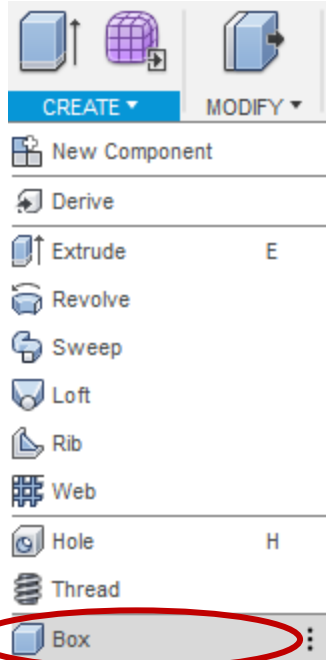 CREATE ▼ MODIFY ▼
New Component
Derive
Extrude E
Revolve
Sweep
Loft
Rib
Web
Hole H
Thread
Box